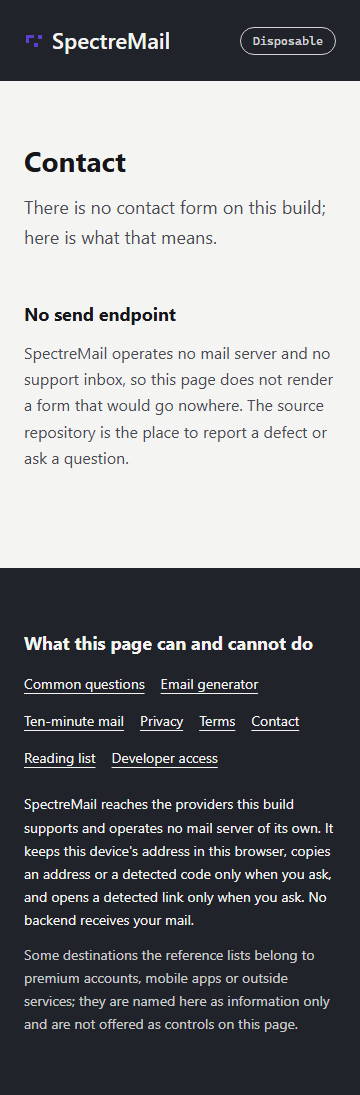 SpectreMail
Disposable
Contact
There is no contact form on this build;
here is what that means.
No send endpoint
SpectreMail operates no mail server and no
support inbox, so this page does not render
a form that would go nowhere. The source
repository is the place to report a defect or
ask a question.
What this page can and cannot do
Common questions Email generator
Ten-minute mail Privacy Terms Contact
Reading list Developer access
SpectreMail reaches the providers this build
supports and operates no mail server of its own. It
keeps this device's address in this browser, copies
an address or a detected code only when you ask,
and opens a detected link only when you ask. No
backend receives your mail.
Some destinations the reference lists belong to
premium accounts, mobile apps or outside
services; they are named here as information only
and are not offered as controls on this page.